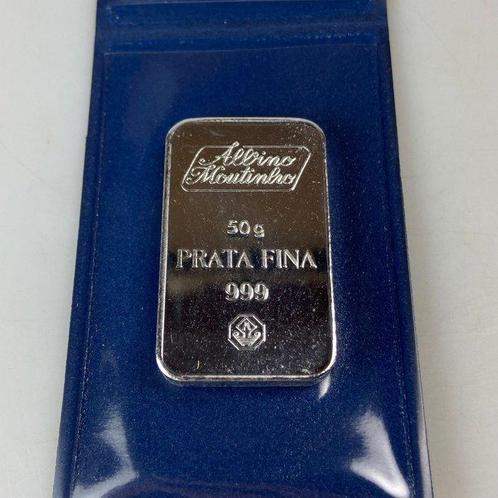 Albino
Moutinho
50g
PRATA FINA
999